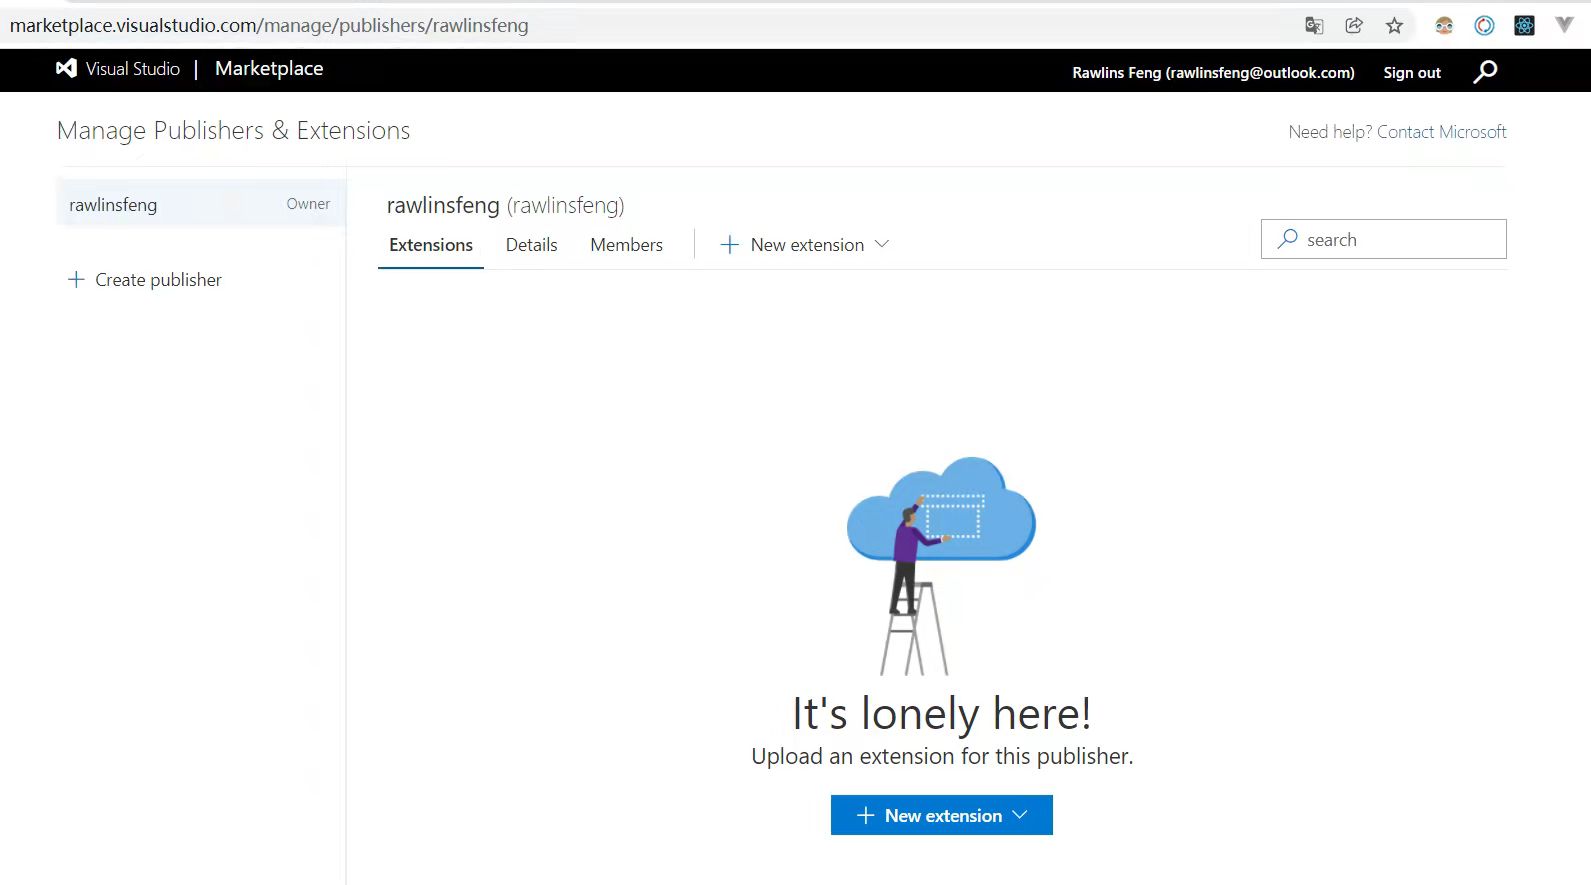 marketplace.visualstudio.com/manage/publishers/rawlinsfeng
Visual Studio | Marketplace
Rawlins Feng (rawlinsfeng@outlook.com) Sign out
Manage Publishers & Extensions
Need help? Contact Microsoft
rawlinsfeng Owner
+ Create publisher
rawlinsfeng (rawlinsfeng)
Extensions Details Members + New extension
search
It's lonely here!
Upload an extension for this publisher.
+ New extension